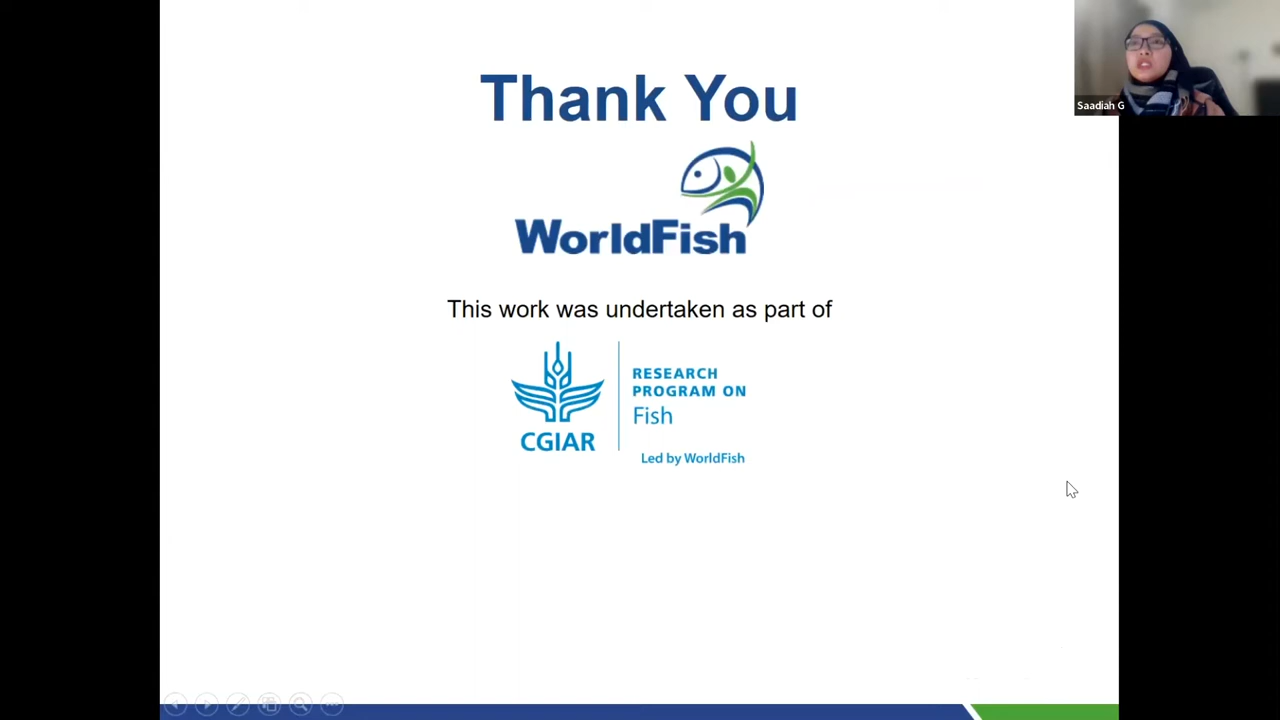 Thank You
WorldFish
This work was undertaken as part of
CGIAR
RESEARCH
PROGRAM ON
Fish
Led by WorldFish
Saadiah G